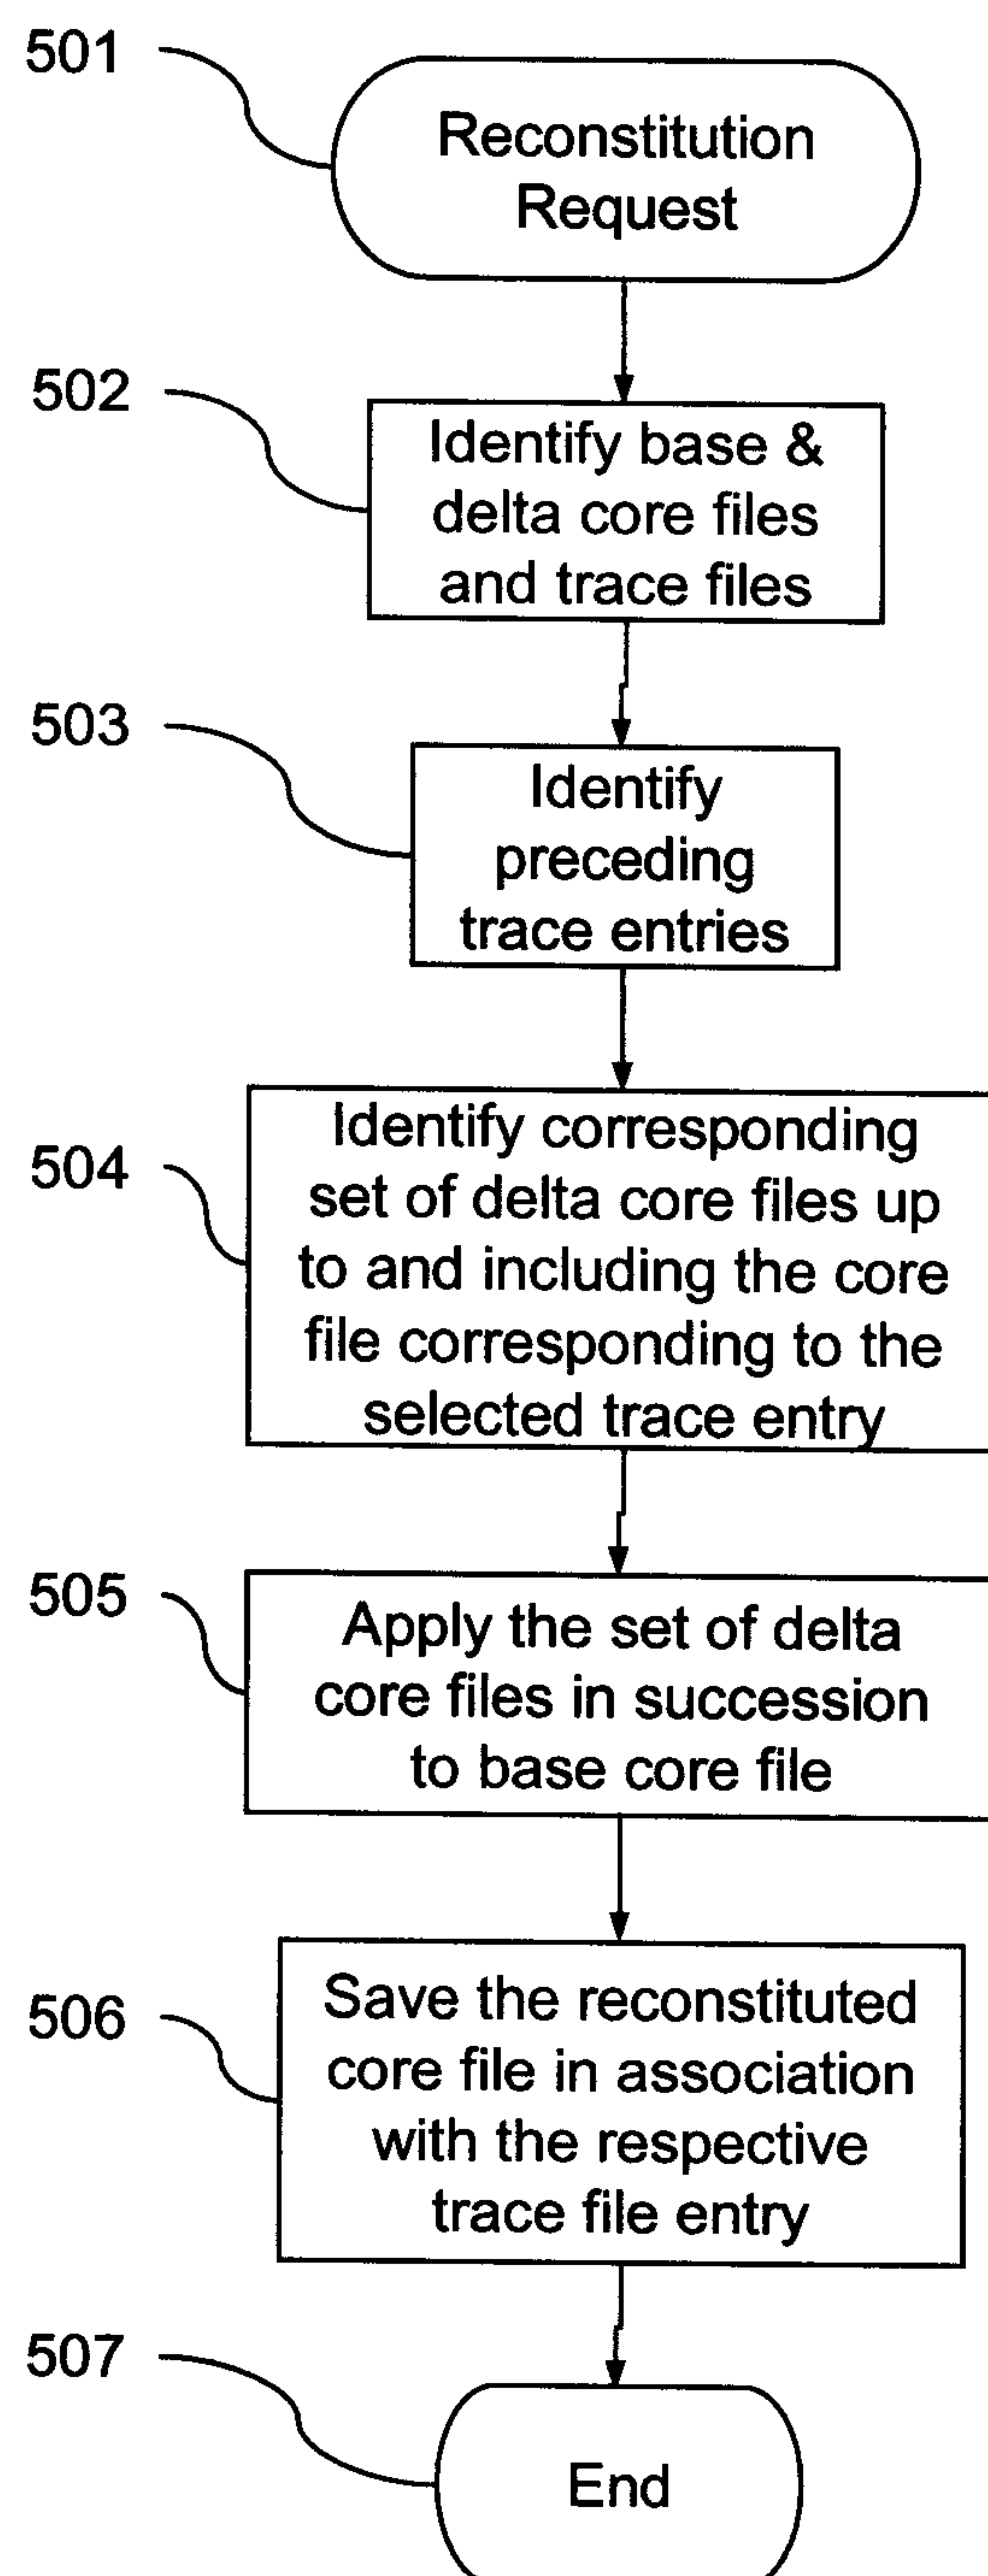 501
Reconstitution
Request
502
Identify base &
delta core files
and trace files
503
Identify
preceding
trace entries
504
Identify corresponding
set of delta core files up
to and including the core
file corresponding to the
selected trace entry
505
Apply the set of delta
core files in succession
to base core file
506
Save the reconstituted
core file in association
with the respective
trace file entry
507
End